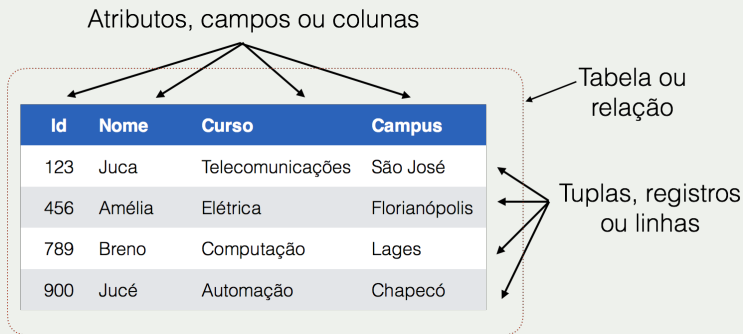 Atributos, campos ou colunas
Tabela ou
relação
Id Nome Curso Campus
123 Juca Telecomunicações São José
456 Amélia Elétrica Florianópolis
789 Breno Computação Lages
900 Jucé Automação Chapecó
Tuplas, registros
ou linhas